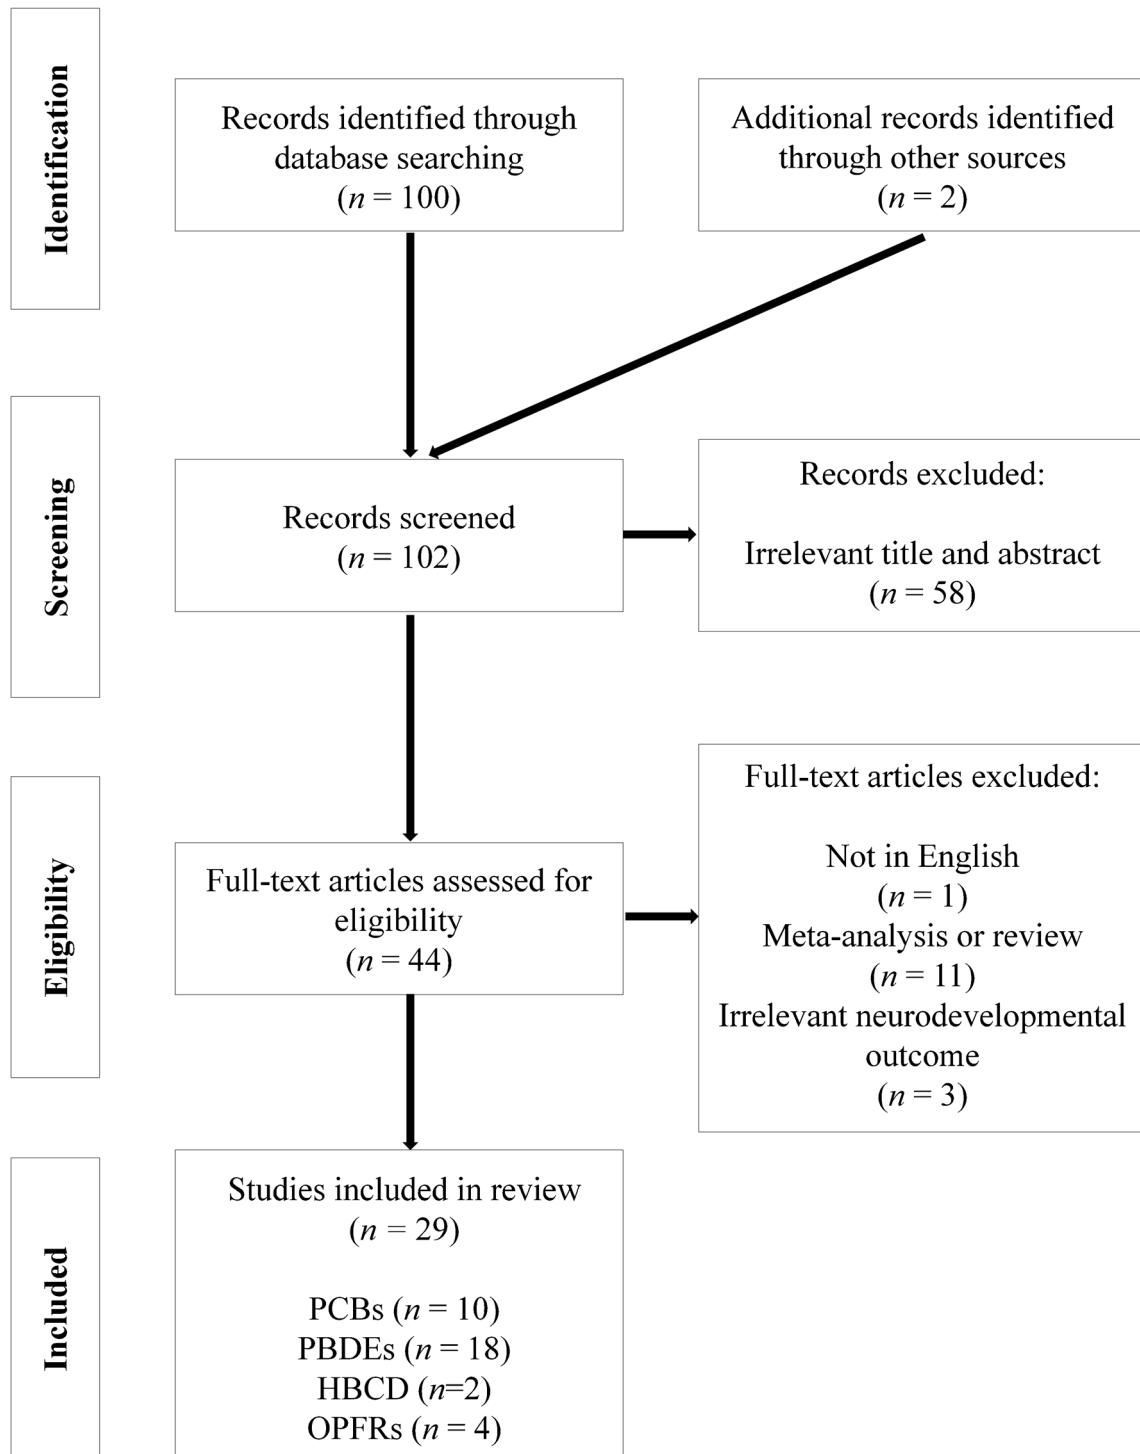 Identification
Records identified through
database searching
(n = 100)
Additional records identified
through other sources
(n = 2)
Screening
Records screened
(n = 102)
Records excluded:
Irrelevant title and abstract
(n = 58)
Eligibility
Full-text articles assessed for
eligibility
(n = 44)
Full-text articles excluded:
Not in English
(n = 1)
Meta-analysis or review
(n = 11)
Irrelevant neurodevelopmental
outcome
(n = 3)
Included
Studies included in review
(n = 29)
PCBs (n = 10)
PBDEs (n = 18)
HBCD (n=2)
OPFRs (n = 4)